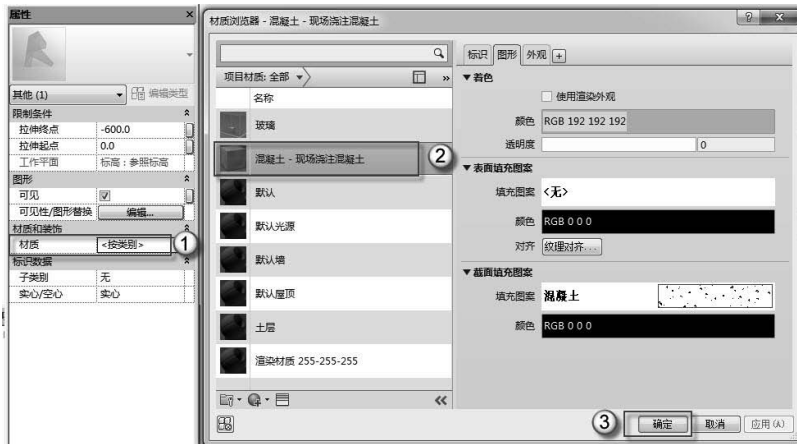 属性
其他 (1)
编辑类型
限制条件
拉伸终点 -600.0
拉伸起点 0.0
工作平面 标高 : 参照标高
图形
可见
可见性/图形替换 编辑...
材质和装饰
材质 <按类别> 1
标识数据
子类别 无
实心/空心 实心
材质浏览器 - 混凝土 - 现场浇注混凝土
项目材质: 全部
»
名称
玻璃
混凝土 - 现场浇注混凝土 2
默认
默认光源
默认墙
默认屋顶
土层
渲染材质 255-255-255
标识 图形 外观
着色
使用渲染外观
颜色 RGB 192 192 192
透明度 0
表面填充图案
填充图案 <无>
颜色 RGB 0 0 0
对齐 纹理对齐...
截面填充图案
填充图案 混凝土
颜色 RGB 0 0 0
3 确定 取消 应用(A)